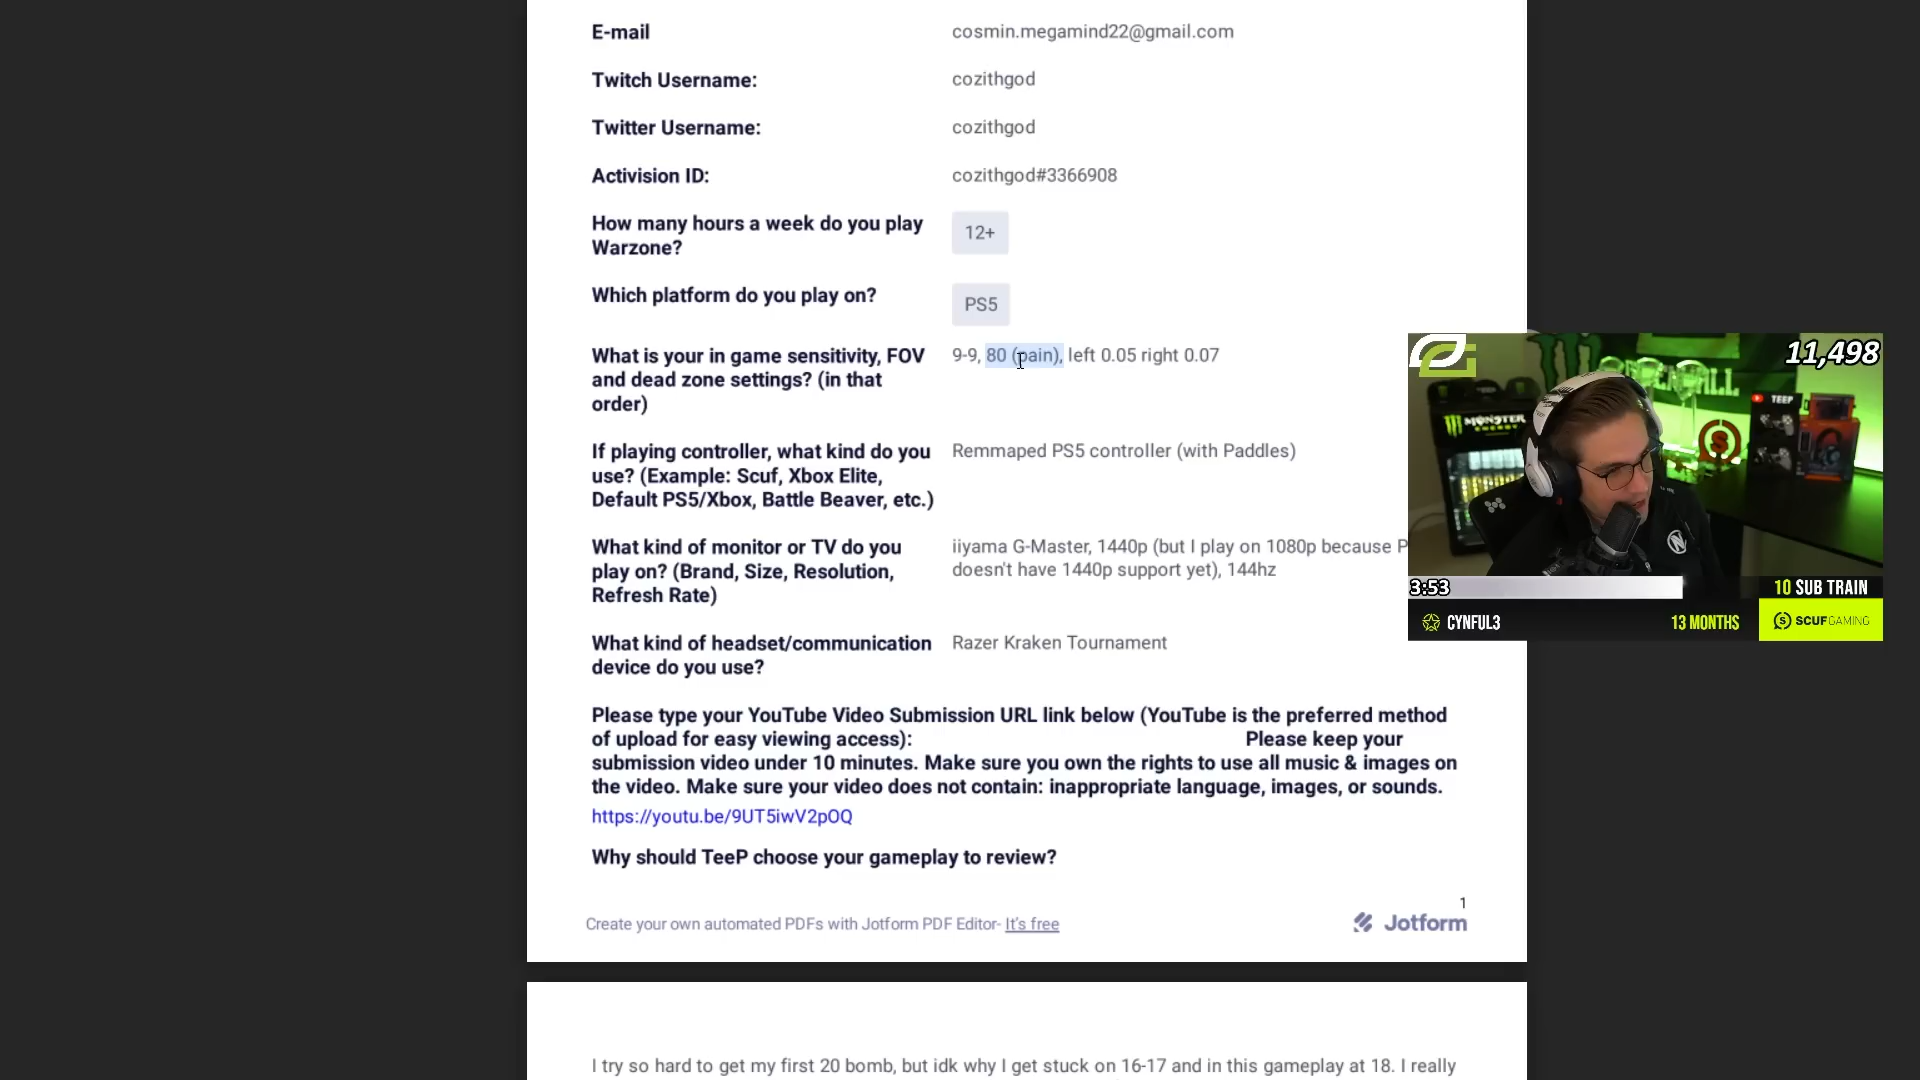 E-mail cosmin.megamind22@gmail.com
Twitch Username: cozithgod
Twitter Username: cozithgod
Activision ID: cozithgod#3366908
How many hours a week do you play
Warzone?
12+
Which platform do you play on?
PS5
What is your in game sensitivity, FOV
and dead zone settings? (in that
order)
9-9, 80 (pain), left 0.05 right 0.07
If playing controller, what kind do you
use? (Example: Scuf, Xbox Elite,
Default PS5/Xbox, Battle Beaver, etc.)
Remmaped PS5 controller (with Paddles)
What kind of monitor or TV do you
play on? (Brand, Size, Resolution,
Refresh Rate)
iiyama G-Master, 1440p (but I play on 1080p because P
doesn't have 1440p support yet), 144hz
What kind of headset/communication
device do you use?
Razer Kraken Tournament
Please type your YouTube Video Submission URL link below (YouTube is the preferred method
of upload for easy viewing access): Please keep your
submission video under 10 minutes. Make sure you own the rights to use all music & images on
the video. Make sure your video does not contain: inappropriate language, images, or sounds.
https://youtu.be/9UT5iwV2pOQ
Why should TeeP choose your gameplay to review?
1
Create your own automated PDFs with Jotform PDF Editor- It's free
Jotform
I try so hard to get my first 20 bomb, but idk why I get stuck on 16-17 and in this gameplay at 18. I really
11,498
MONSTER
ENERGY
TEEP
3:53
10 SUB TRAIN
CYNFUL3
13 MONTHS
SCUF GAMING